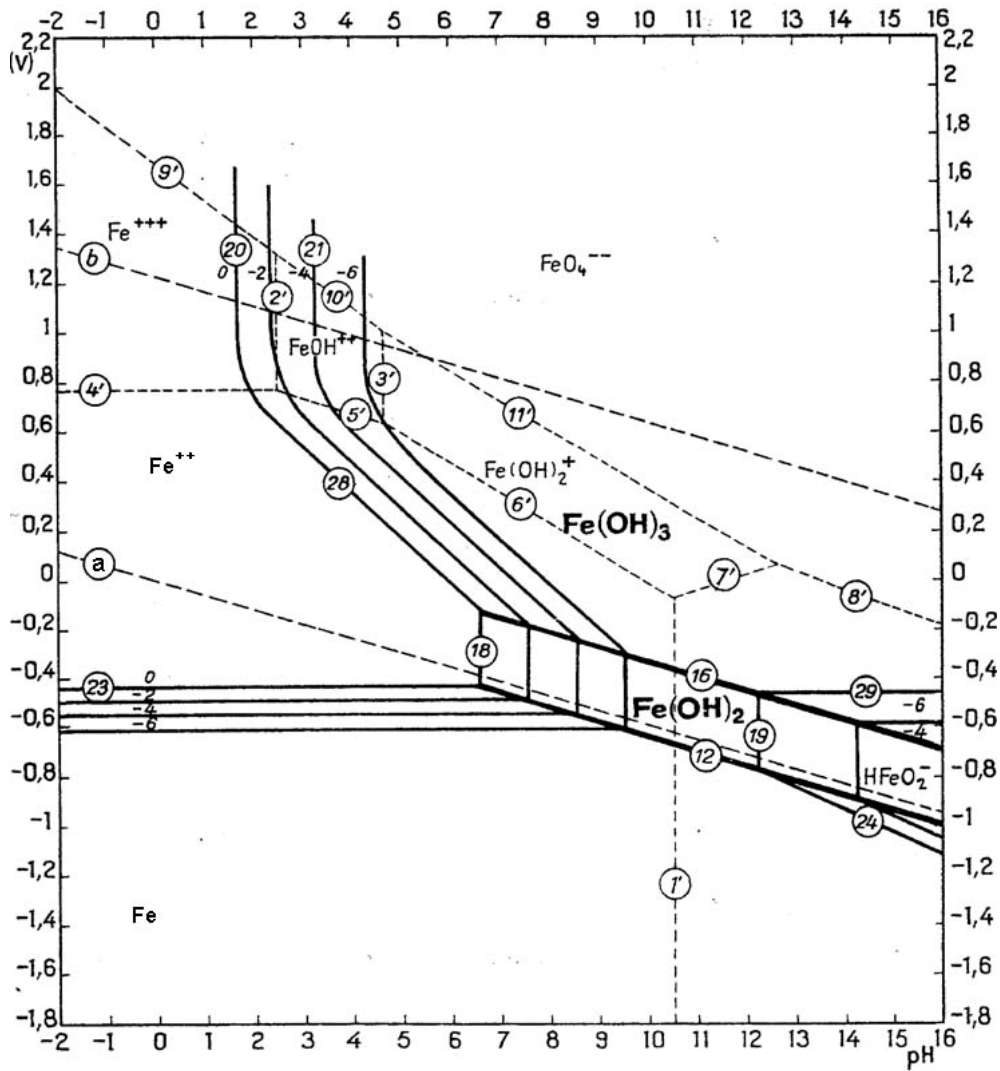 -2 -1 0 1 2 3 4 5 6 7 8 9 10 11 12 13 14 15 16
2,2 2,2
(V)
2 2
1,8 1,8
9'
1,6 1,6
Fe+++
1,4 1,4
20 21
b FeO4--
0 -2 -4 -6
1,2 1,2
2' 10'
1 1
FeOH++
0,8 0,8
4' 3'
5' 11'
0,6 0,6
Fe++ Fe(OH)2+
0,4 28 0,4
6'
Fe(OH)3
0,2 0,2
a
0 7' 0
8'
-0,2 -0,2
18
-0,4 0 16 -0,4
23 29
-2 Fe(OH)2 -6
-4
-0,6 19 -4 -0,6
-6
12
HFeO2-
-0,8 -0,8
24
-1 -1
-1,2 1' -1,2
Fe
-1,4 -1,4
-1,6 -1,6
-1,8 -1,8
-2 -1 0 1 2 3 4 5 6 7 8 9 10 11 12 13 14 15 16
pH